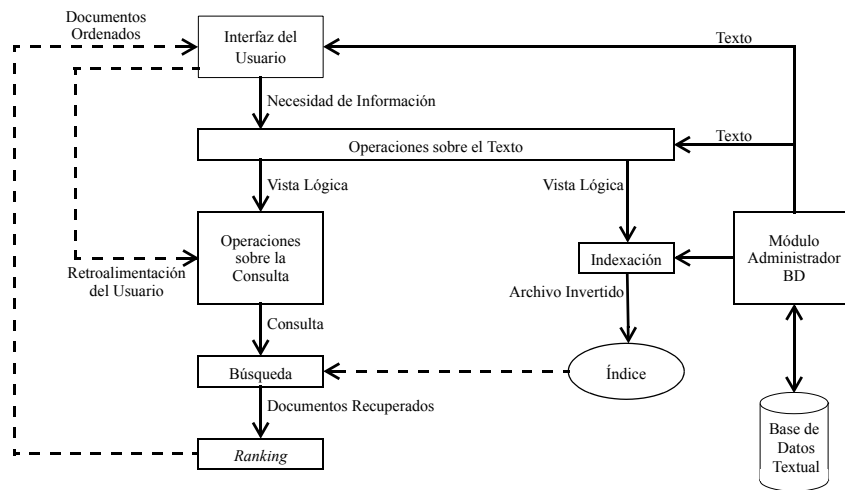 Documentos
Ordenados
Interfaz del
Usuario
Texto
Necesidad de Información
Operaciones sobre el Texto
Texto
Vista Lógica
Vista Lógica
Operaciones
sobre la
Consulta
Indexación
Módulo
Administrador
BD
Retroalimentación
del Usuario
Archivo Invertido
Consulta
Búsqueda
Índice
Documentos Recuperados
Ranking
Base de
Datos
Textual